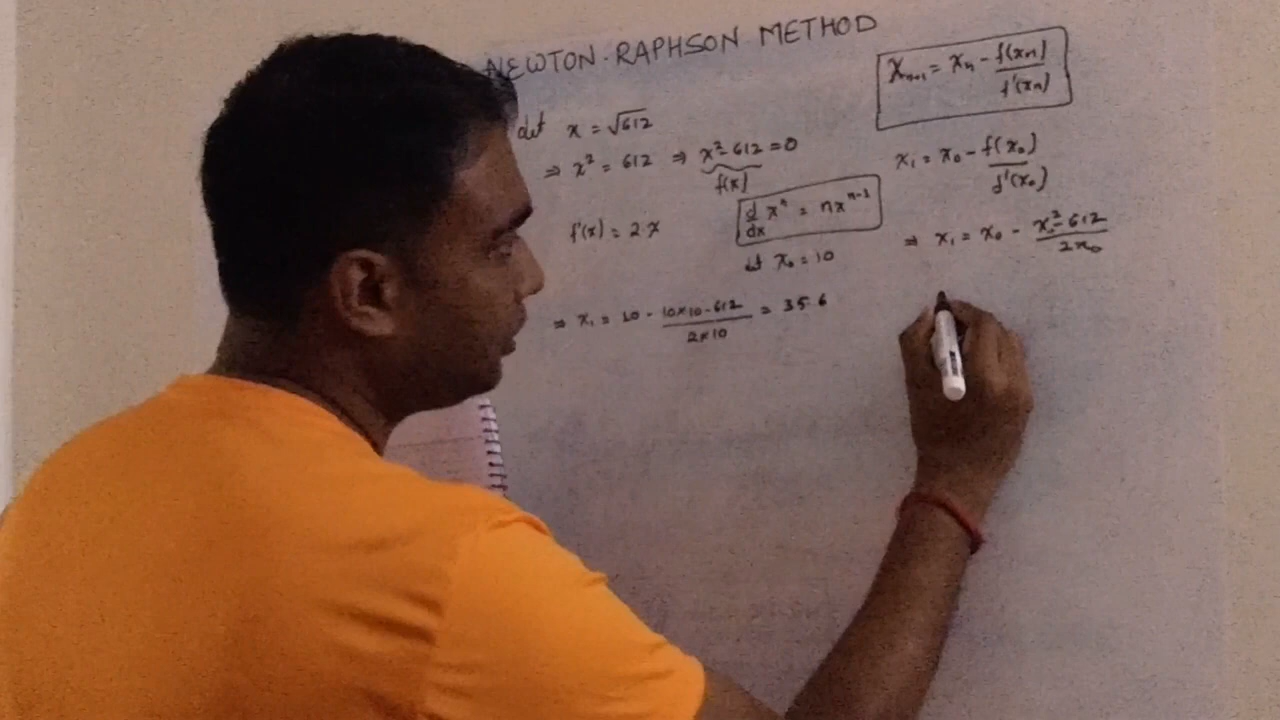 NEWTON-RAPHSON METHOD
Let x = √612
⇒ x² = 612 ⇒ x²-612 = 0
f(x)
f'(x) = 2x
d/dx xⁿ = nxⁿ⁻¹
Let x₀ = 10
⇒ x₁ = 10 - (10×10-612)/(2×10) = 35.6
xₙ₊₁ = xₙ - f(xₙ)/f'(xₙ)
x₁ = x₀ - f(x₀)/f'(x₀)
⇒ x₁ = x₀ - (x₀²-612)/(2x₀)